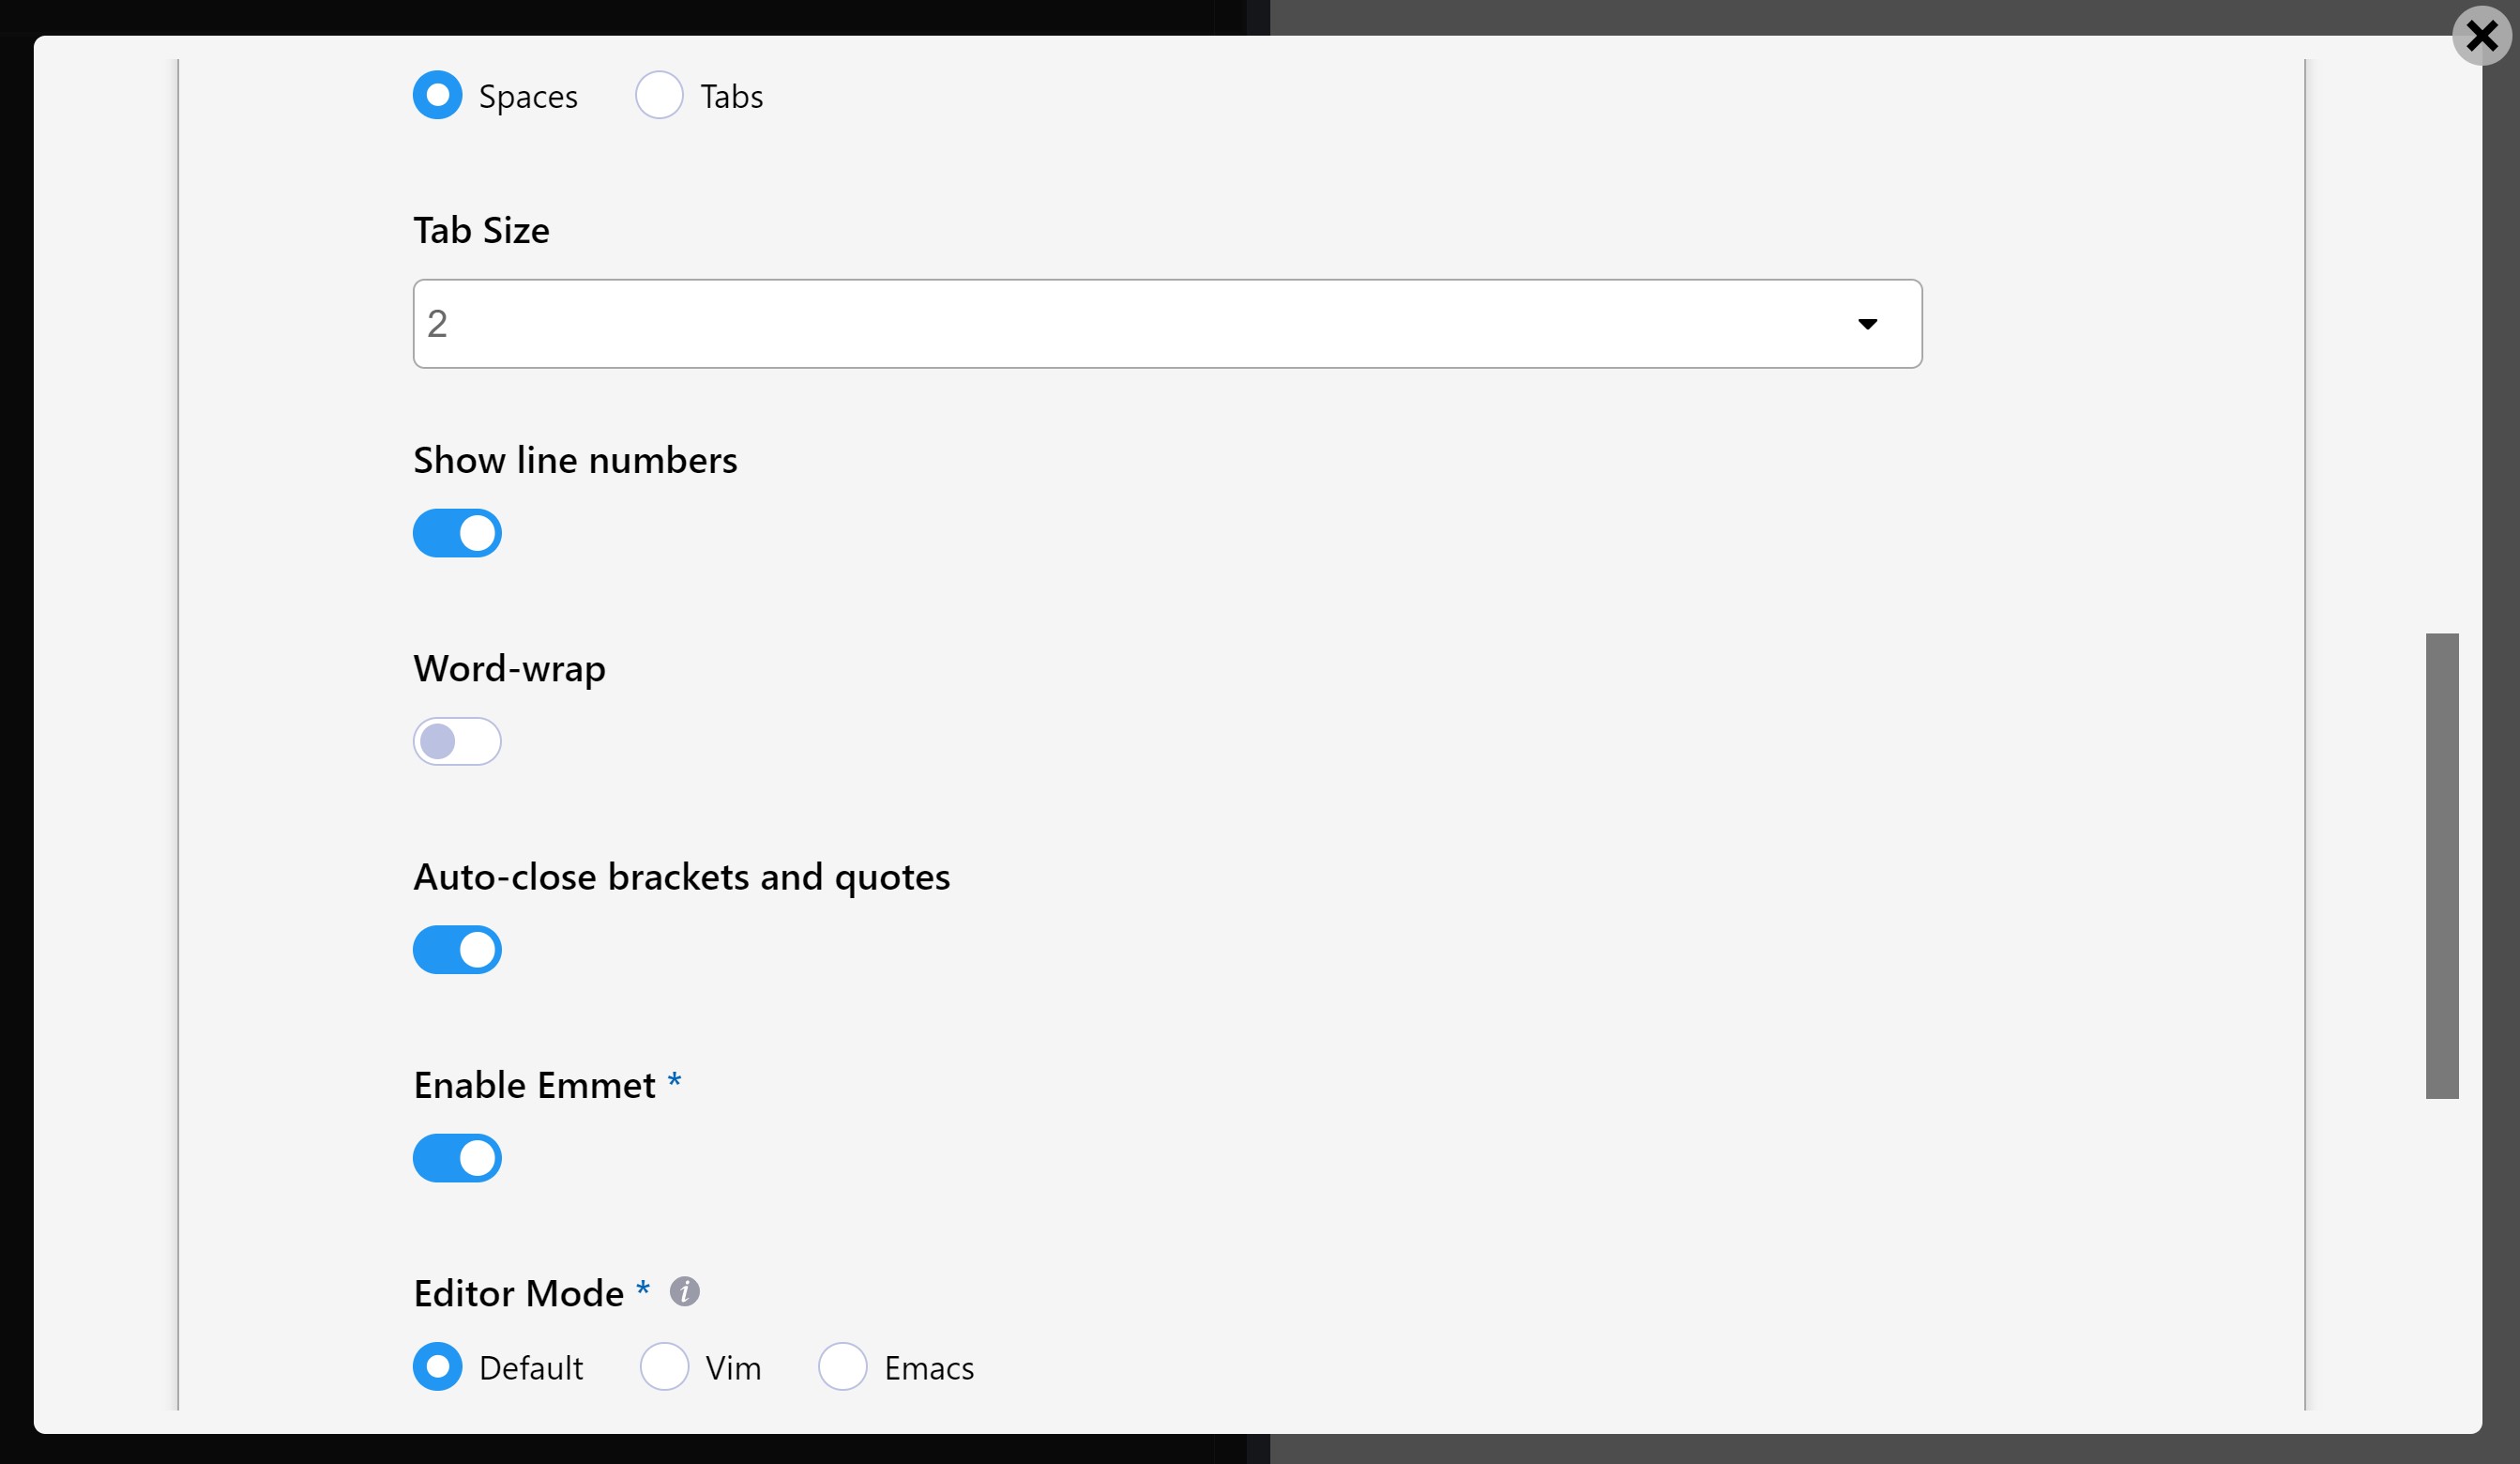 Spaces Tabs
Tab Size
2
Show line numbers
Word-wrap
Auto-close brackets and quotes
Enable Emmet *
Editor Mode * i
Default Vim Emacs